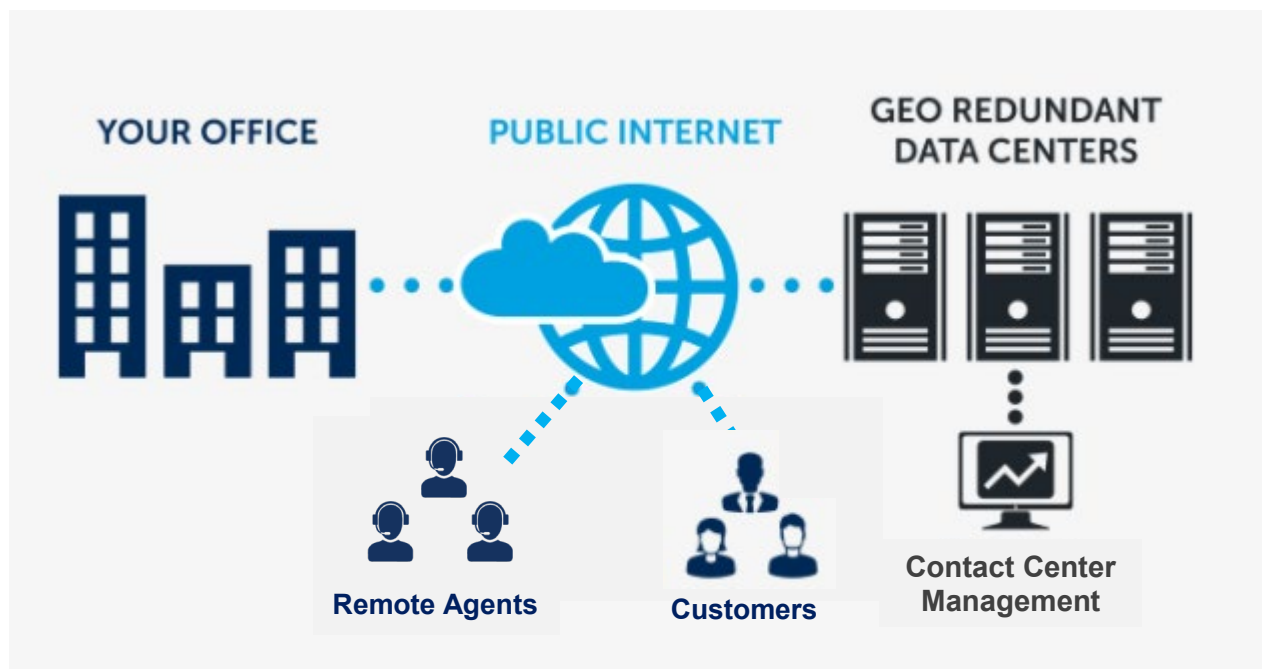 YOUR OFFICE
PUBLIC INTERNET
GEO REDUNDANT
DATA CENTERS
Remote Agents
Customers
Contact Center
Management